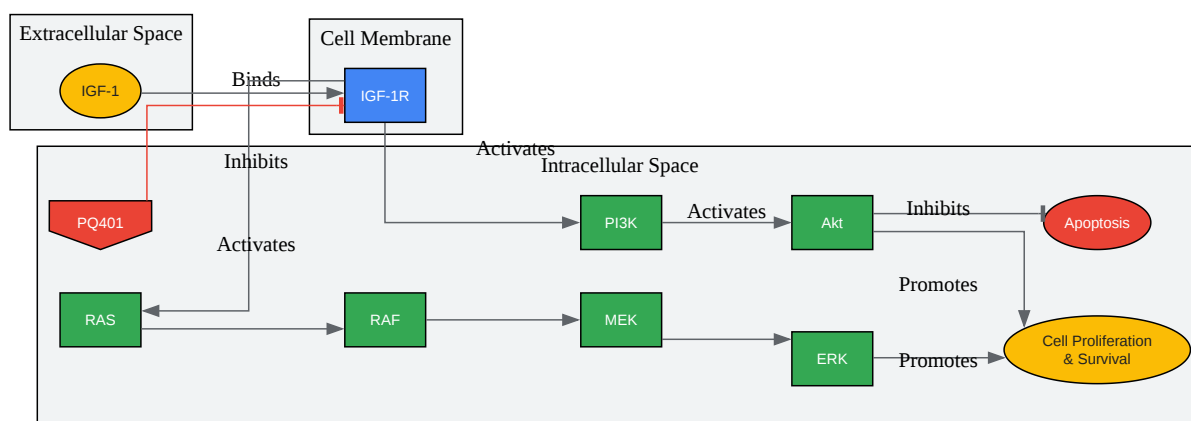 Extracellular Space
Cell Membrane
Binds
IGF-1
IGF-1R
Activates
Inhibits
Intracellular Space
PQ401
PI3K
Activates
Akt
Inhibits
Apoptosis
Activates
Promotes
RAS
RAF
MEK
ERK
Promotes
Cell Proliferation
& Survival